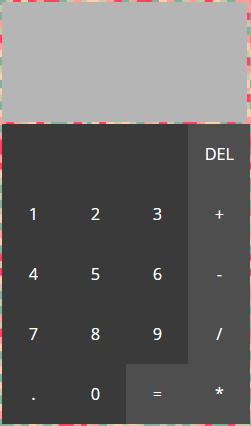 DEL
1 2 3 +
4 5 6 -
7 8 9 /
. 0 = *